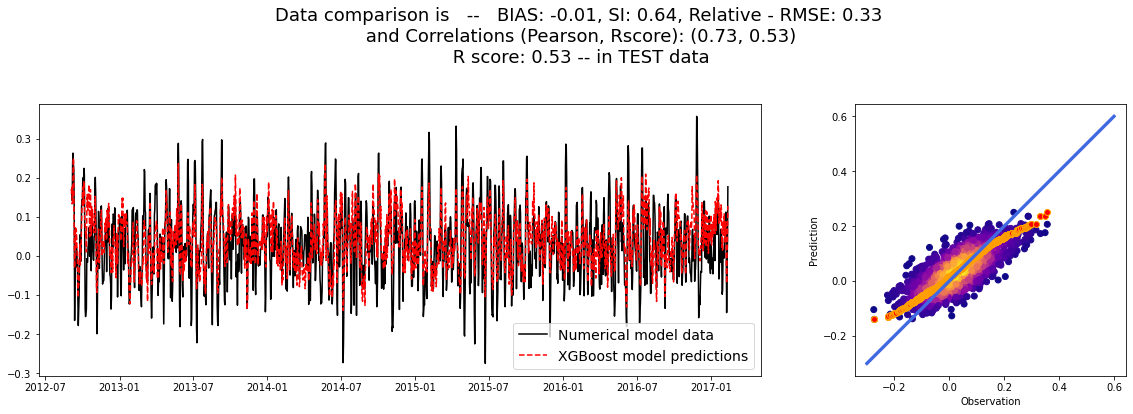 Data comparison is   --   BIAS: -0.01, SI: 0.64, Relative - RMSE: 0.33
and Correlations (Pearson, Rscore): (0.73, 0.53)
R score: 0.53 -- in TEST data
0.3
0.2
0.1
0.0
−0.1
−0.2
−0.3
2012-07 2013-01 2013-07 2014-01 2014-07 2015-01 2015-07 2016-01 2016-07 2017-01
Numerical model data
XGBoost model predictions
Prediction
0.6
0.4
0.2
0.0
−0.2
−0.2 0.0 0.2 0.4 0.6
Observation